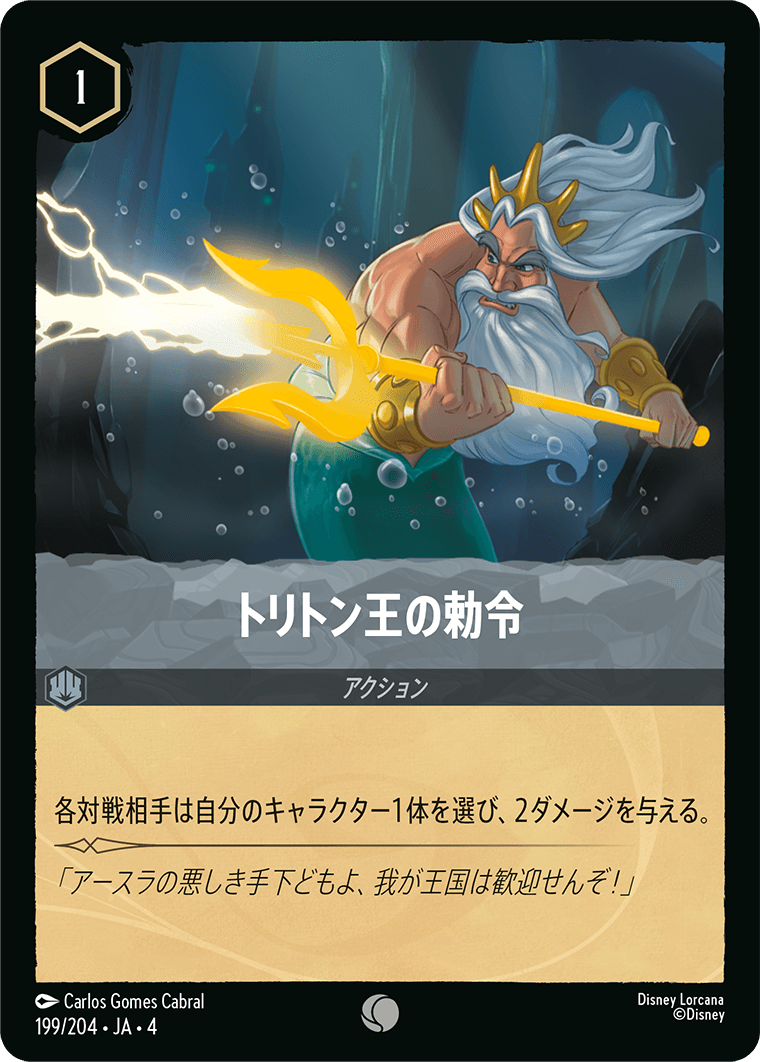 1
トリトン王の勅令
アクション
各対戦相手は自分のキャラクター1体を選び、2ダメージを与える。
「アースラの悪しき手下どもよ、我が王国は歓迎せんぞ!」
Carlos Gomes Cabral
Disney Lorcana
199/204 • JA • 4
©Disney